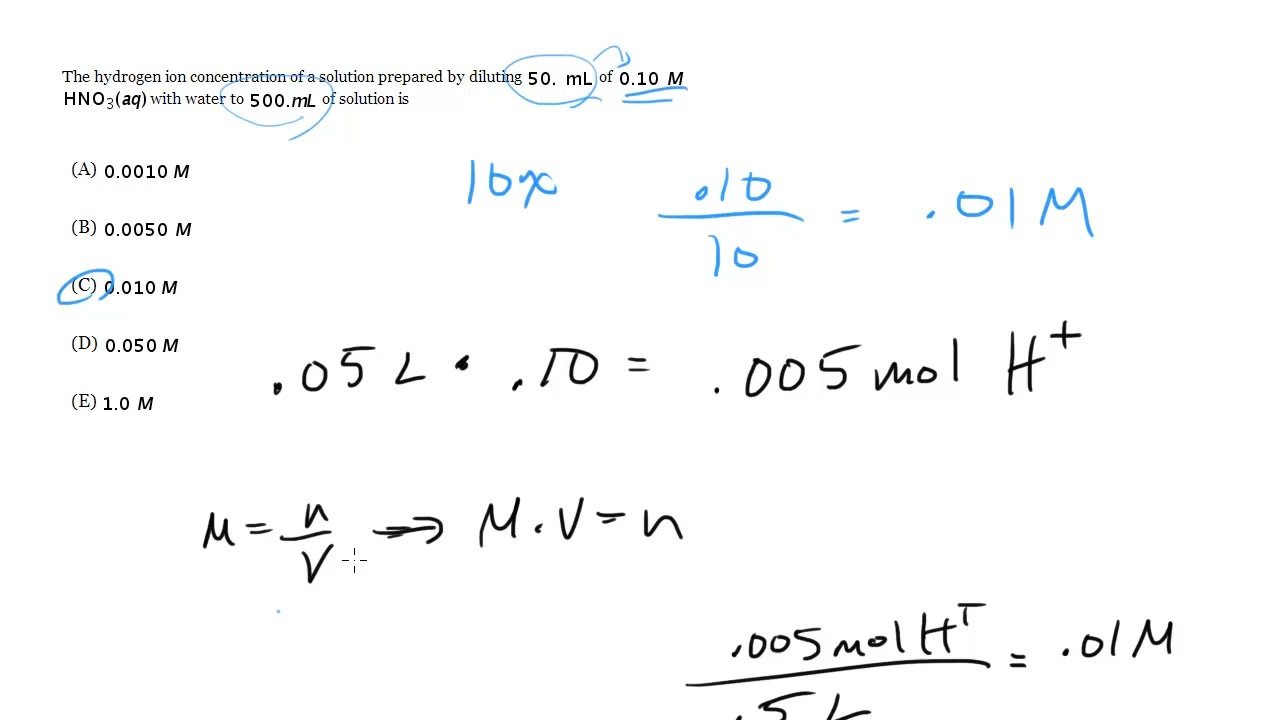 The hydrogen ion concentration of a solution prepared by diluting 50. mL of 0.10 M
HNO₃(aq) with water to 500.mL of solution is
(A) 0.0010 M
10x .10 / 10 = .01 M
(B) 0.0050 M
(C) 0.010 M
(D) 0.050 M
.05 L · .10 = .005 mol H⁺
(E) 1.0 M
M = n / V ⇒ M · V = n
.005 mol H⁺ / .5 L = .01 M